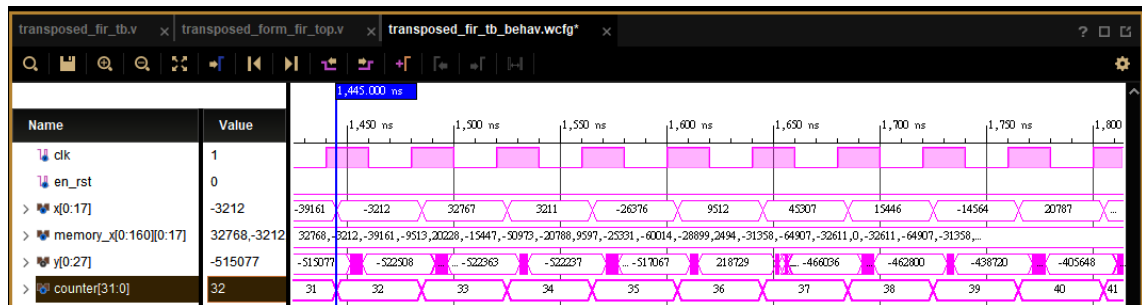 transposed_fir_tb.v × transposed_form_fir_top.v × transposed_fir_tb_behav.wcfg* ×
1,445.000 ns
Name Value 1,450 ns 1,500 ns 1,550 ns 1,600 ns 1,650 ns 1,700 ns 1,750 ns 1,800
clk 1
en_rst 0
x[0:17] -3212 -39161 -3212 32767 3211 -26376 9512 45307 15446 -14564 20787 ...
memory_x[0:160][0:17] 32768,-3212 32768,-3212,-39161,-9513,20228,-15447,-50973,-20788,9597,-25331,-60014,-28899,2494,-31358,-64907,-32611,0,-32611,-64907,-31358,...
y[0:27] -515077 -515077 -522508 ... -522363 -522237 ... -517067 218729 ... -466036 -462800 -438720 -405648
counter[31:0] 32 31 32 33 34 35 36 37 38 39 40 41